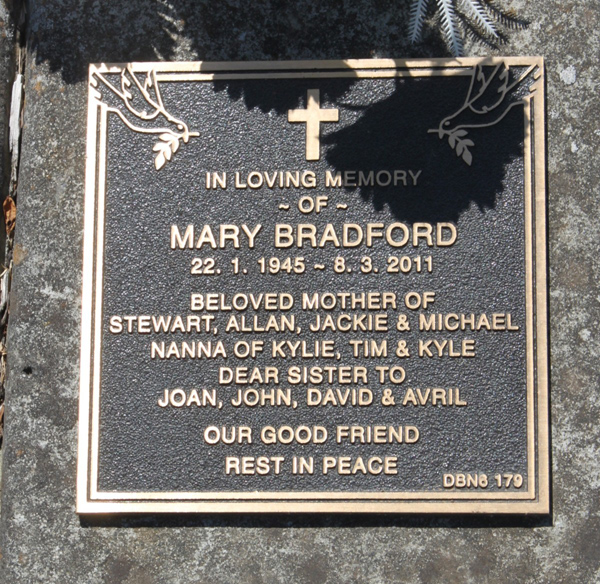 IN LOVING MEMORY
~ OF ~
MARY BRADFORD
22. 1. 1945 ~ 8. 3. 2011
BELOVED MOTHER OF
STEWART, ALLAN, JACKIE & MICHAEL
NANNA OF KYLIE, TIM & KYLE
DEAR SISTER TO
JOAN, JOHN, DAVID & AVRIL
OUR GOOD FRIEND
REST IN PEACE
DBN6 179